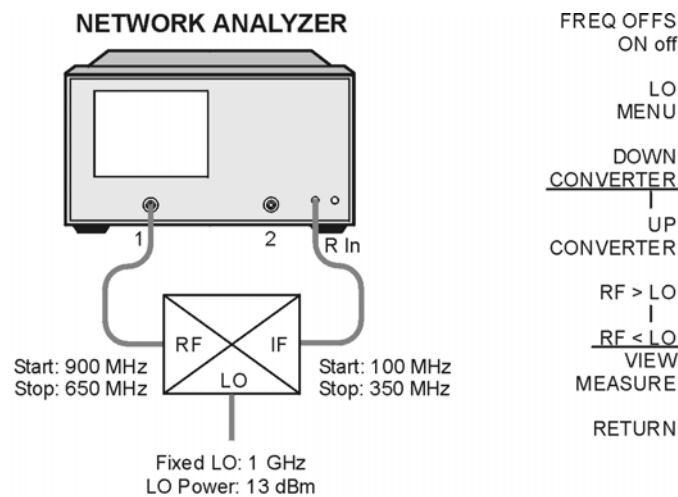 NETWORK ANALYZER
1
2
R In
RF
IF
LO
Start: 900 MHz
Stop: 650 MHz
Start: 100 MHz
Stop: 350 MHz
Fixed LO: 1 GHz
LO Power: 13 dBm
FREQ OFFS
ON off
LO
MENU
DOWN
CONVERTER
UP
CONVERTER
RF > LO
RF < LO
VIEW
MEASURE
RETURN